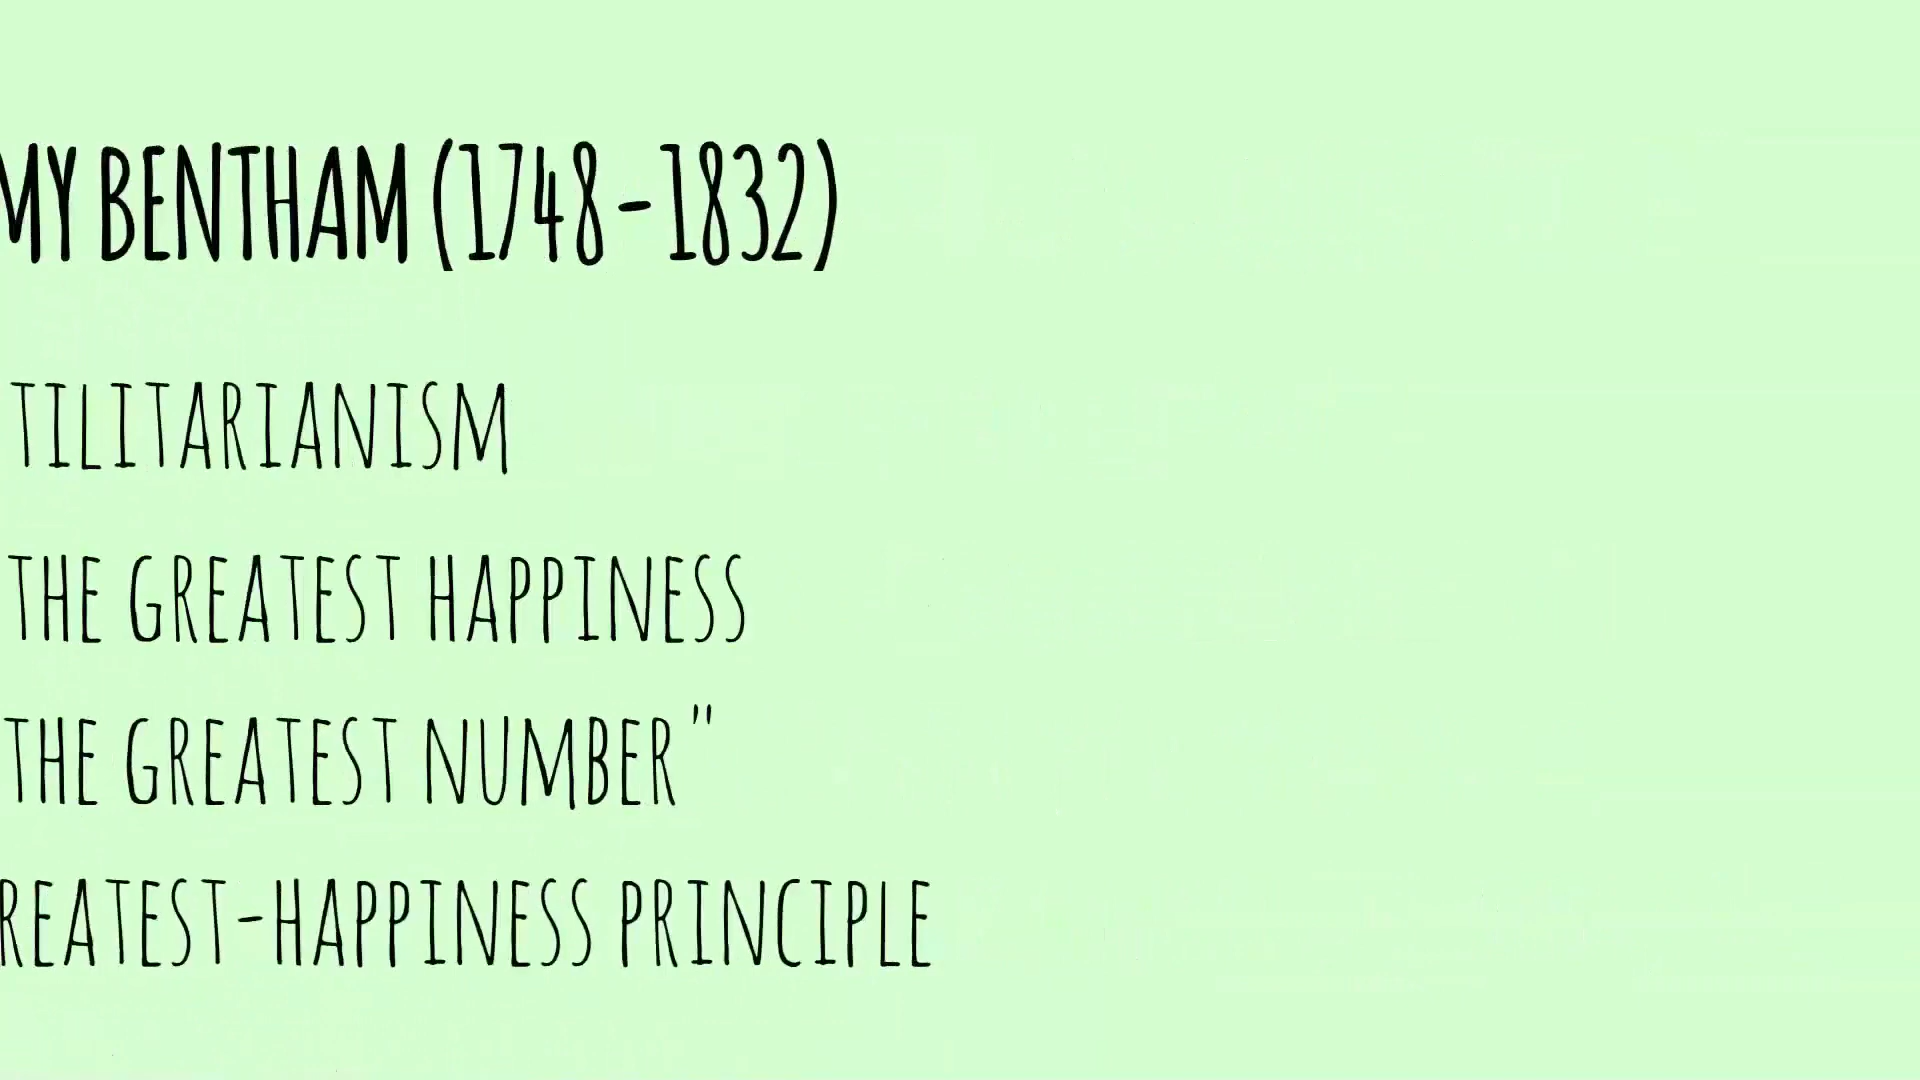 MY BENTHAM (1748-1832)
TILITARIANISM
THE GREATEST HAPPINESS
THE GREATEST NUMBER"
REATEST-HAPPINESS PRINCIPLE